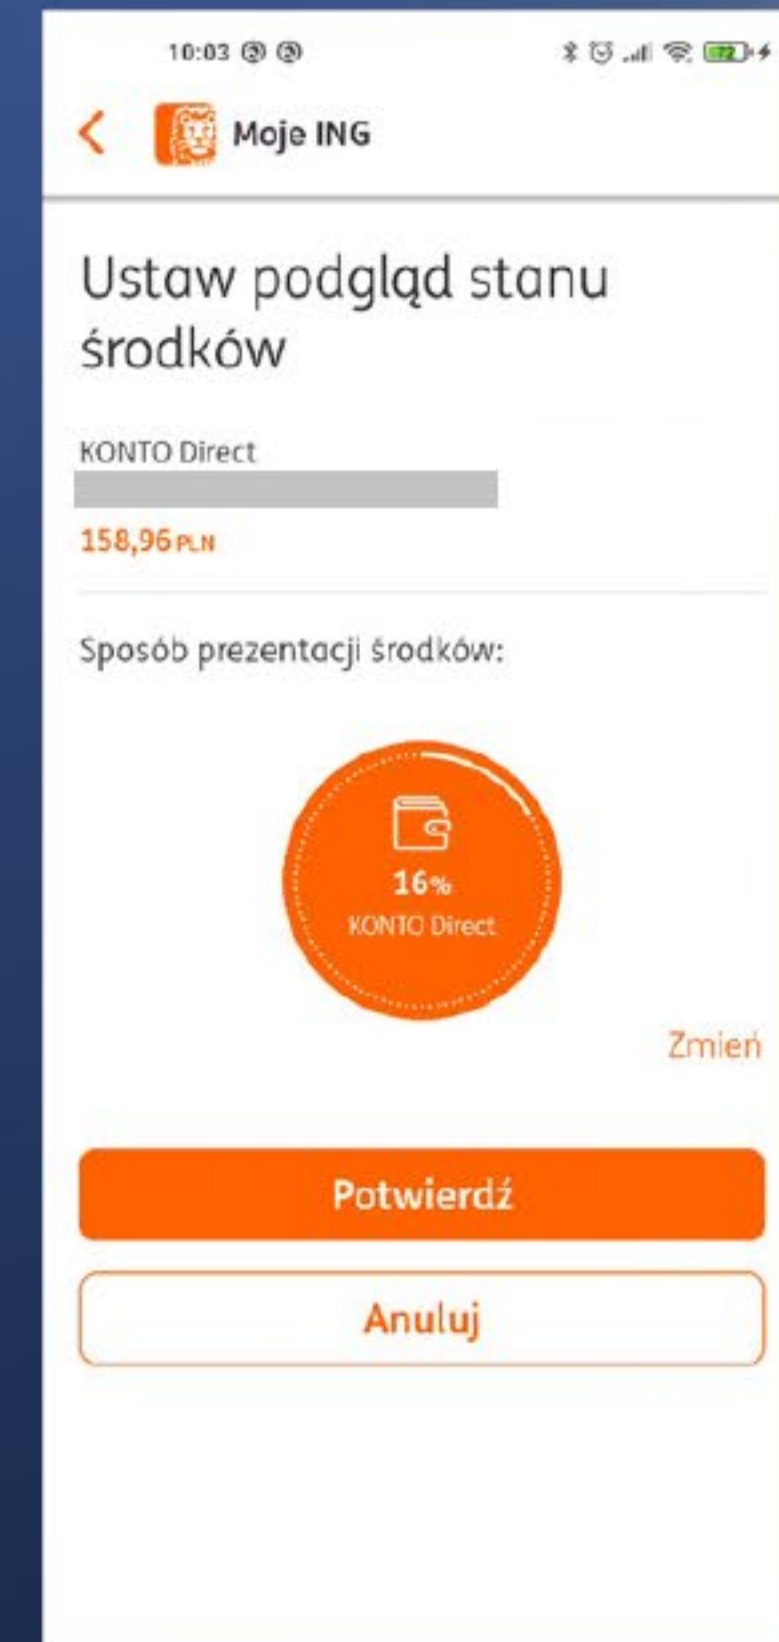 10:03
72
Moje ING
Ustaw podgląd stanu
środków
KONTO Direct
158,96 PLN
Sposób prezentacji środków:
16%
KONTO Direct
Zmień
Potwierdź
Anuluj